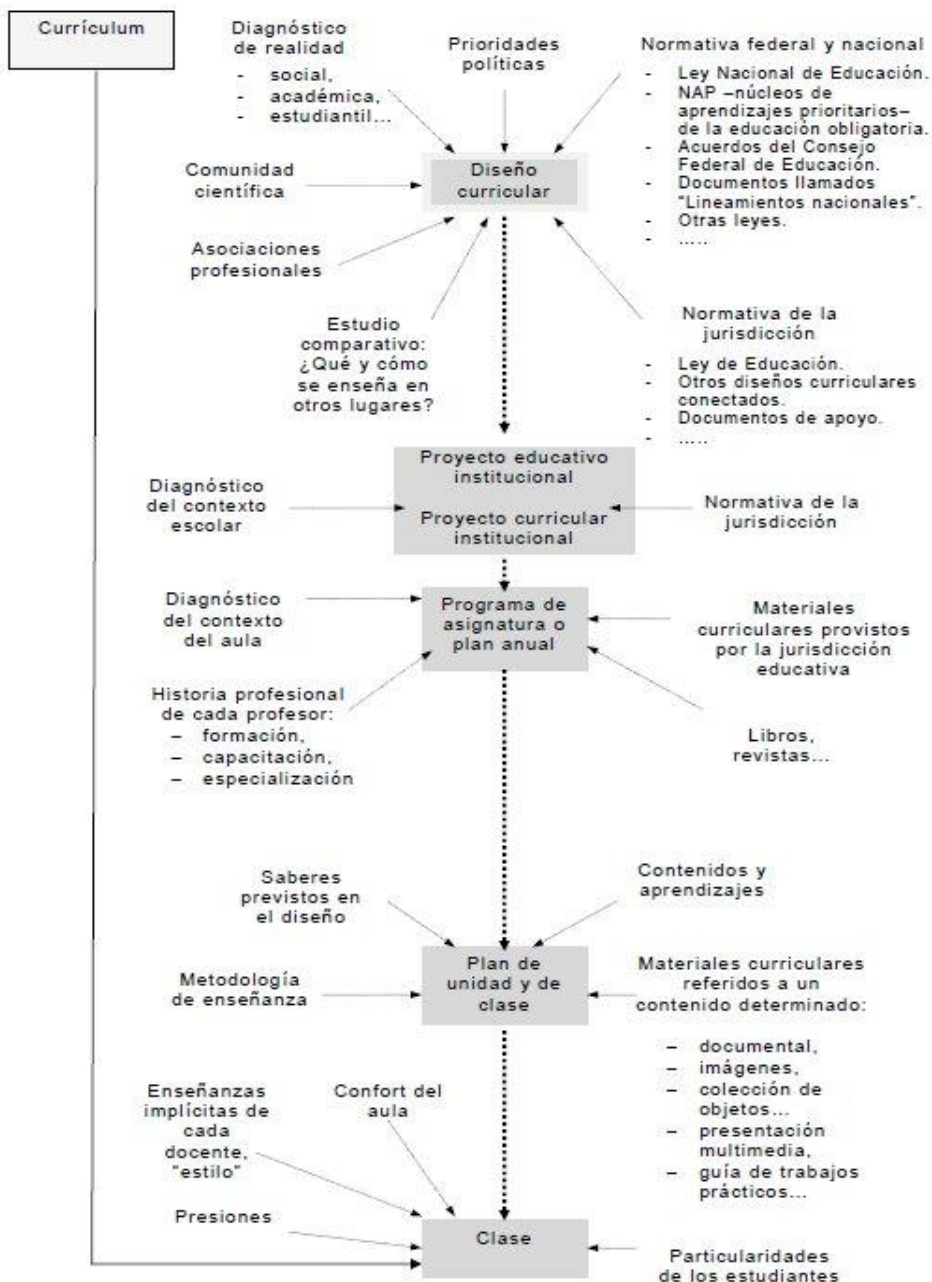 Currículum
Diagnóstico
de realidad
- social,
- académica,
- estudiantil...
Prioridades
políticas
Normativa federal y nacional
- Ley Nacional de Educación.
- NAP –núcleos de
aprendizajes prioritarios–
de la educación obligatoria.
- Acuerdos del Consejo
Federal de Educación.
- Documentos llamados
"Lineamientos nacionales".
- Otras leyes.
- .....
Comunidad
científica
Diseño
curricular
Asociaciones
profesionales
Estudio
comparativo:
¿Qué y cómo
se enseña en
otros lugares?
Normativa de la
jurisdicción
- Ley de Educación.
- Otros diseños curriculares
conectados.
- Documentos de apoyo.
- .....
Proyecto educativo
institucional
Proyecto curricular
institucional
Diagnóstico
del contexto
escolar
Normativa de la
jurisdicción
Diagnóstico
del contexto
del aula
Programa de
asignatura o
plan anual
Materiales
curriculares provistos
por la jurisdicción
educativa
Historia profesional
de cada profesor:
– formación,
– capacitación,
– especialización
Libros,
revistas...
Saberes
previstos en
el diseño
Contenidos y
aprendizajes
Metodología
de enseñanza
Plan de
unidad y de
clase
Materiales curriculares
referidos a un
contenido determinado:
– documental,
– imágenes,
– colección de
objetos...
– presentación
multimedia,
– guía de trabajos
prácticos...
Enseñanzas
implícitas de
cada
docente,
"estilo"
Confort del
aula
Presiones
Clase
Particularidades
de los estudiantes